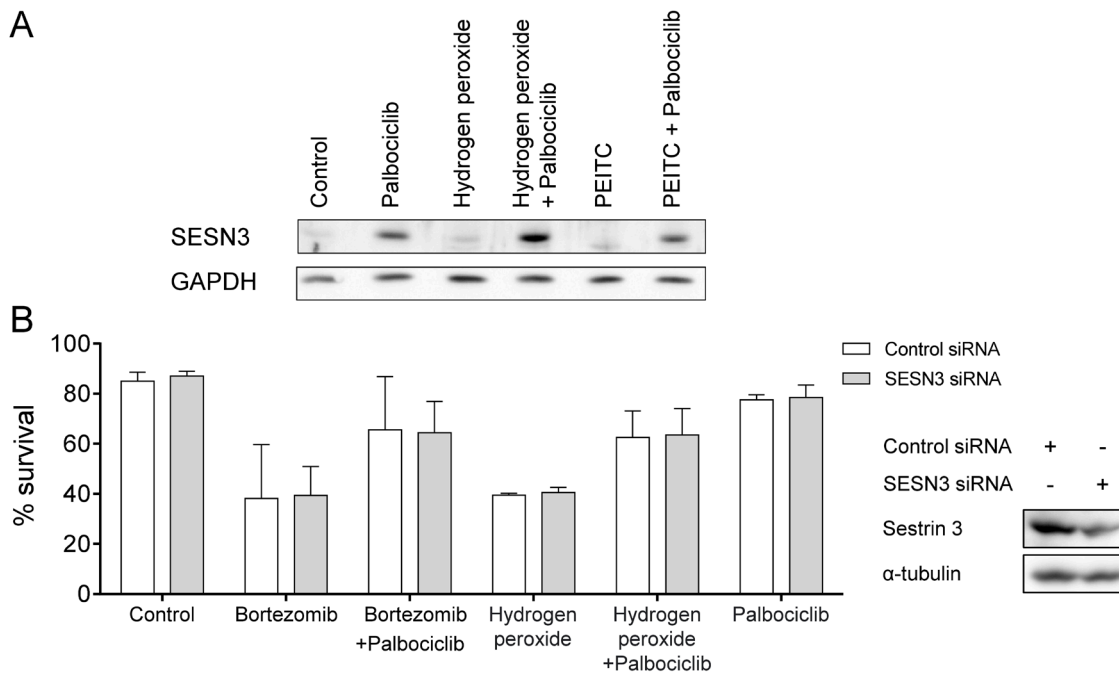 A
Control
Palbociclib
Hydrogen peroxide
Hydrogen peroxide
+ Palbociclib
PEITC
PEITC + Palbociclib
SESN3
GAPDH
B
100
80
60
40
20
0
% survival
Control
Bortezomib
Bortezomib
+Palbociclib
Hydrogen
peroxide
Hydrogen
peroxide
+Palbociclib
Palbociclib
Control siRNA
SESN3 siRNA
Control siRNA + -
SESN3 siRNA - +
Sestrin 3
α-tubulin